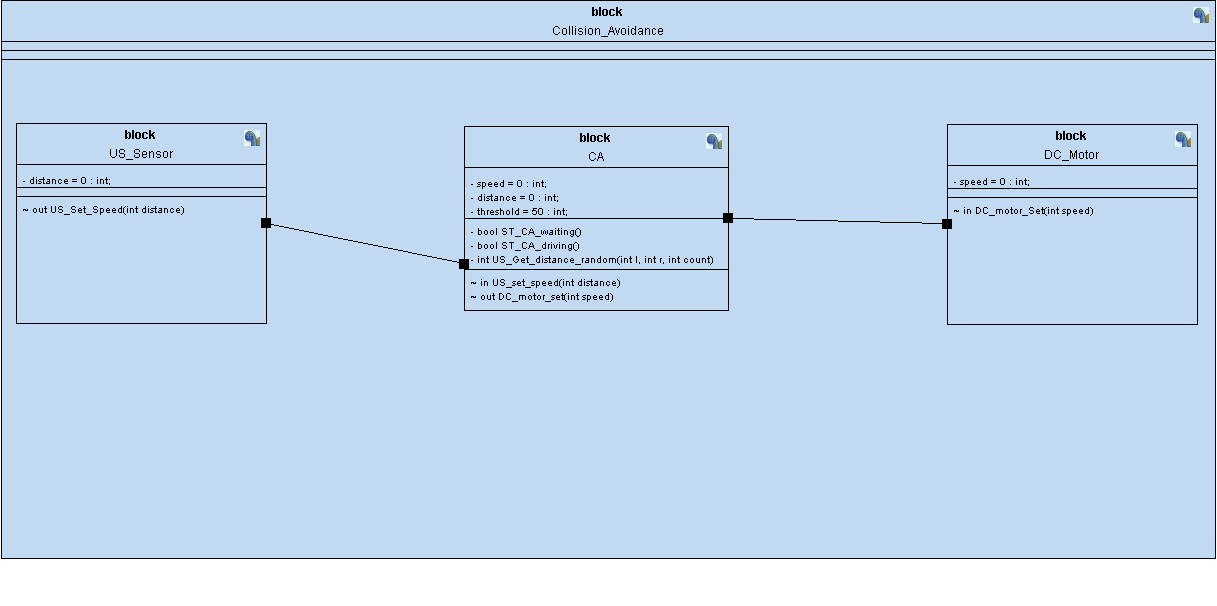 block
Collision_Avoidance
block
US_Sensor
- distance = 0 : int;
~ out US_Set_Speed(int distance)
block
CA
- speed = 0 : int;
- distance = 0 : int;
- threshold = 50 : int;
- bool ST_CA_waiting()
- bool ST_CA_driving()
- int US_Get_distance_random(int l, int r, int count)
~ in US_set_speed(int distance)
~ out DC_motor_set(int speed)
block
DC_Motor
- speed = 0 : int;
~ in DC_motor_Set(int speed)